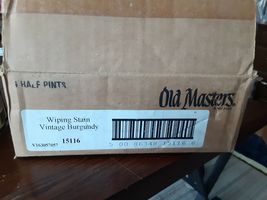 HALF PINTS
Old Masters
Wiping Stain
Vintage Burgundy
15116